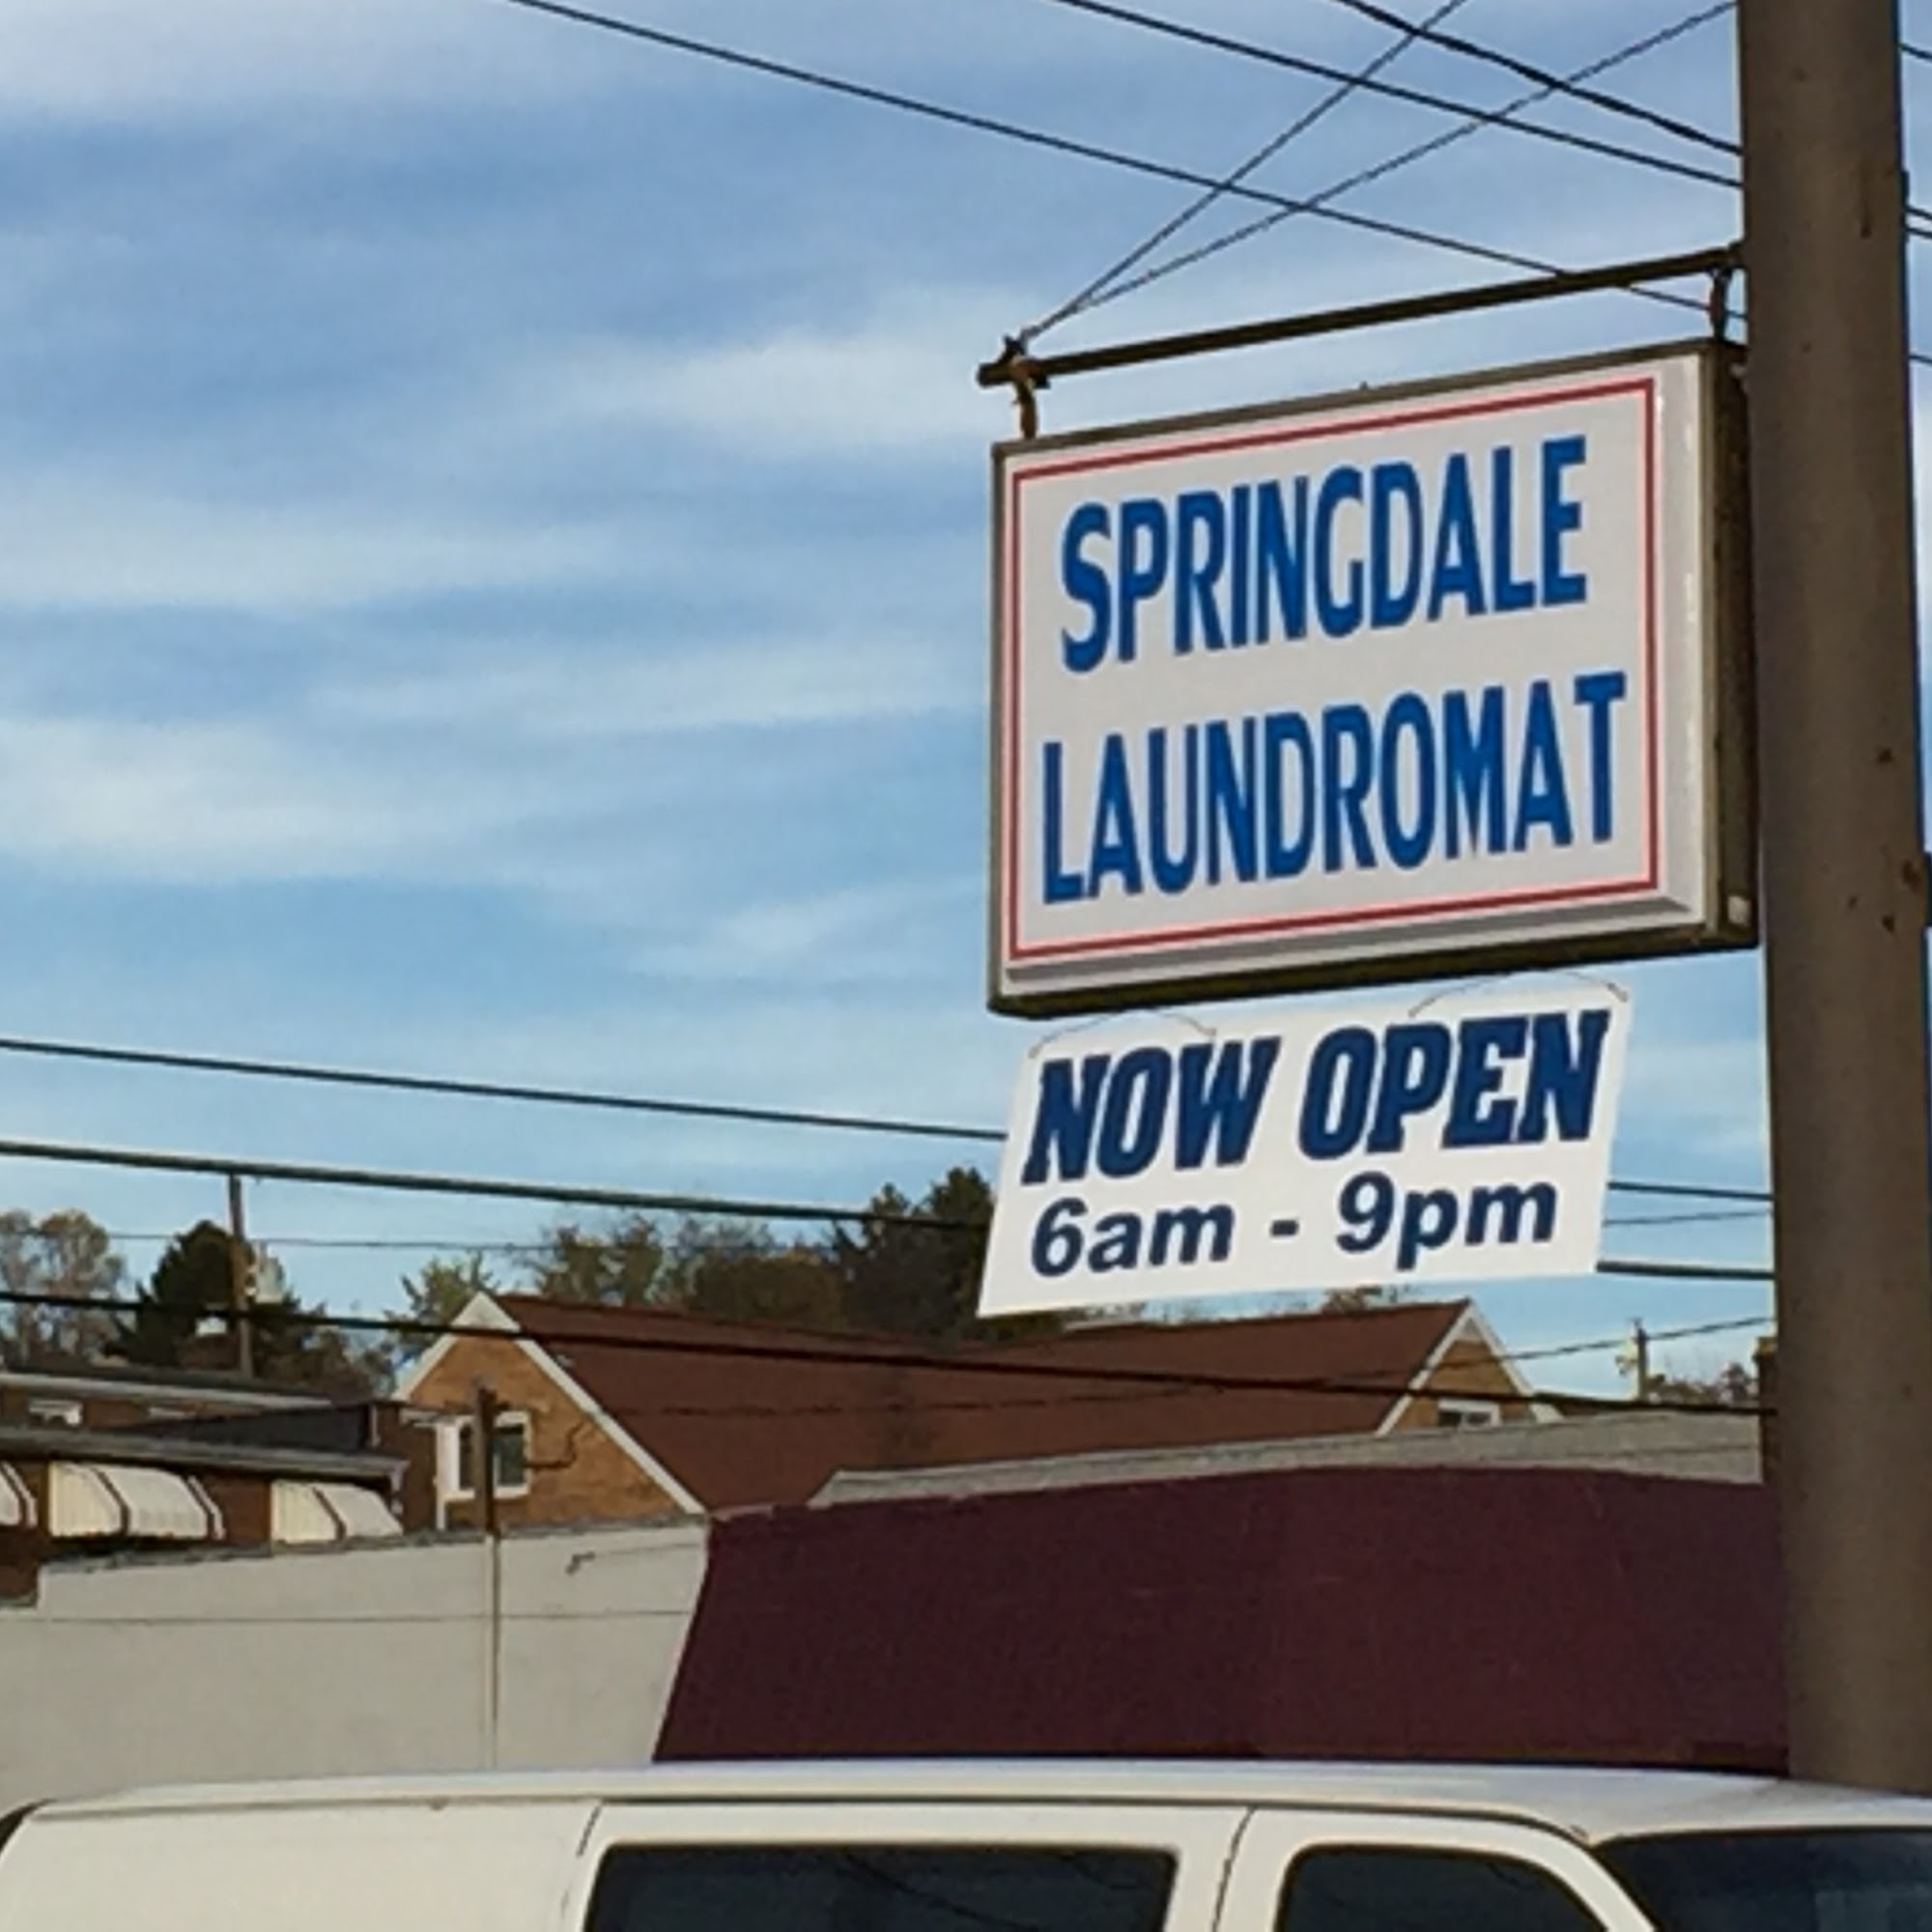 SPRINGDALE
LAUNDROMAT
NOW OPEN
6am - 9pm